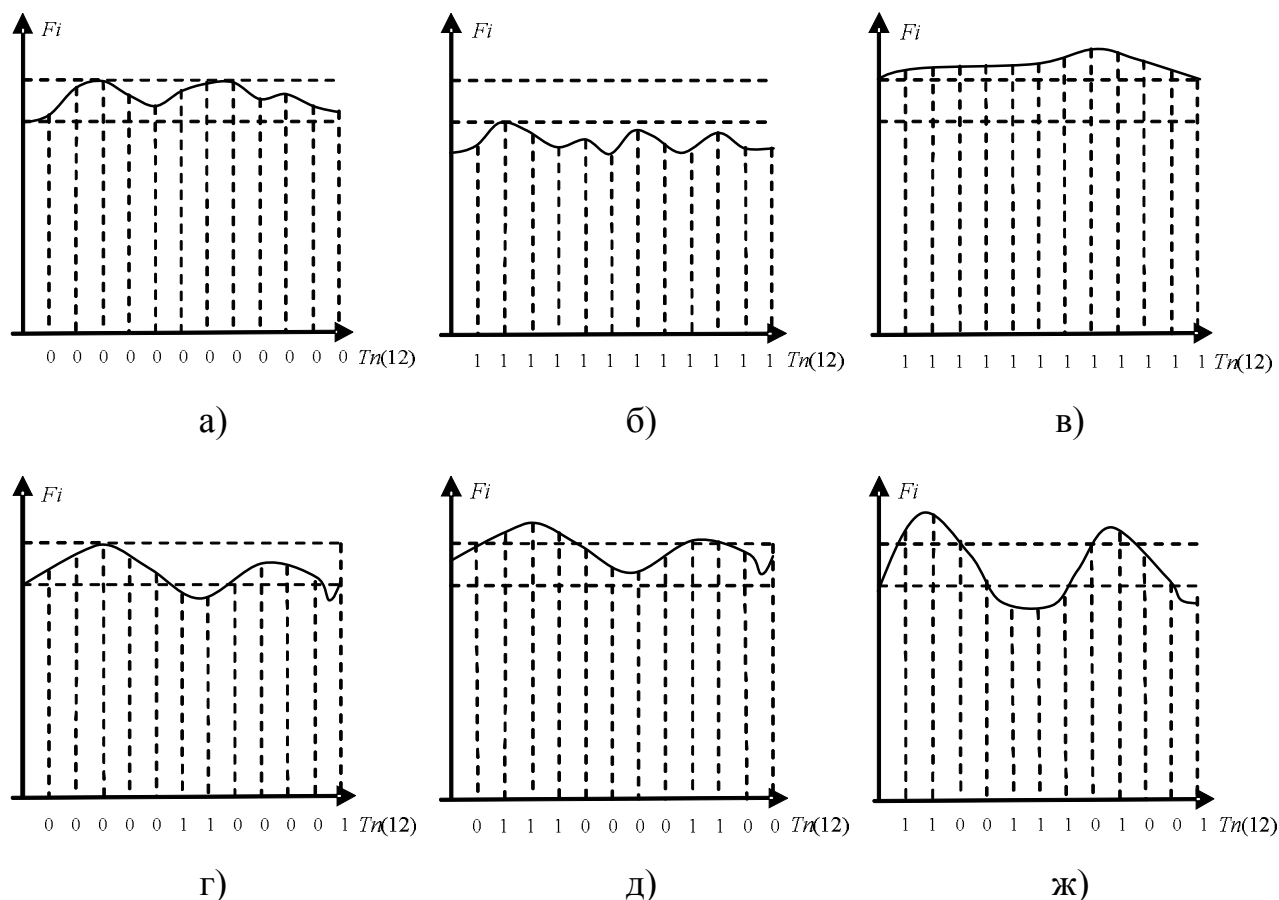 Fi
0 0 0 0 0 0 0 0 0 0 0 0 Tn(12)
а)
Fi
1 1 1 1 1 1 1 1 1 1 1 1 Tn(12)
б)
Fi
1 1 1 1 1 1 1 1 1 1 1 1 Tn(12)
в)
Fi
0 0 0 0 0 1 1 0 0 0 0 1 Tn(12)
г)
Fi
0 1 1 1 0 0 0 0 1 1 0 0 Tn(12)
д)
Fi
1 1 0 0 1 1 1 0 1 0 0 1 Tn(12)
ж)